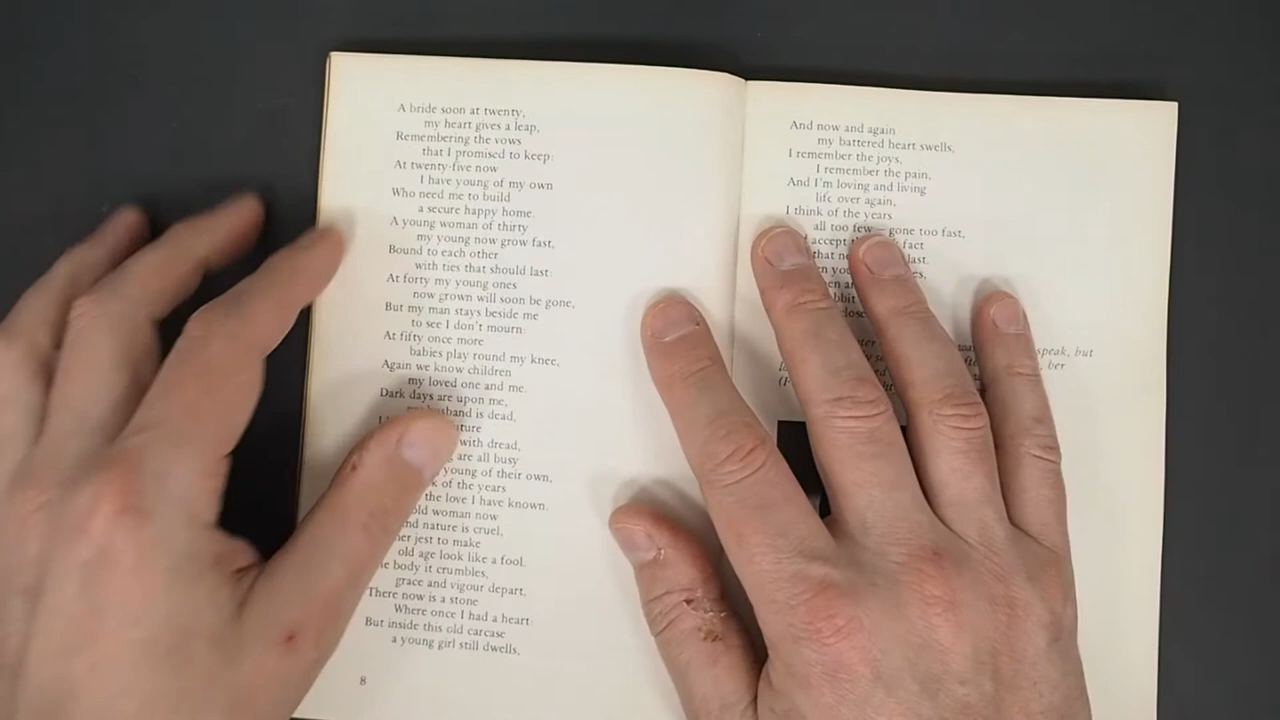 A bride soon at twenty,
my heart gives a leap,
Remembering the vows
that I promised to keep:
At twenty-five now
I have young of my own
Who need me to build
a secure happy home.
A young woman of thirty
my young now grow fast,
Bound to each other
with ties that should last:
At forty my young ones
now grown will soon be gone,
But my man stays beside me
to see I don't mourn:
At fifty once more
babies play round my knee,
Again we know children
my loved one and me.
Dark days are upon me,
husband is dead,
with dread,
are all busy
young of their own,
of the years
the love I have known.
old woman now
nature is cruel,
jest to make
old age look like a fool.
body it crumbles,
grace and vigour depart,
There now is a stone
Where once I had a heart:
But inside this old carcase
a young girl still dwells,
8
And now and again
my battered heart swells,
I remember the joys,
I remember the pain,
And I'm loving and living
life over again,
I think of the years
all too few — gone too fast,
accept fact
that last.
speak, but
her